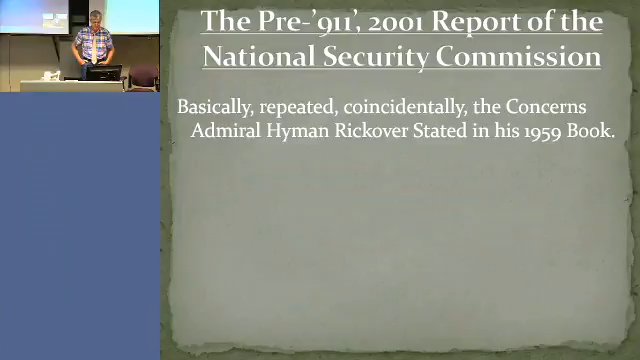 The Pre-'911', 2001 Report of the
National Security Commission
Basically, repeated, coincidentally, the Concerns
Admiral Hyman Rickover Stated in his 1959 Book.